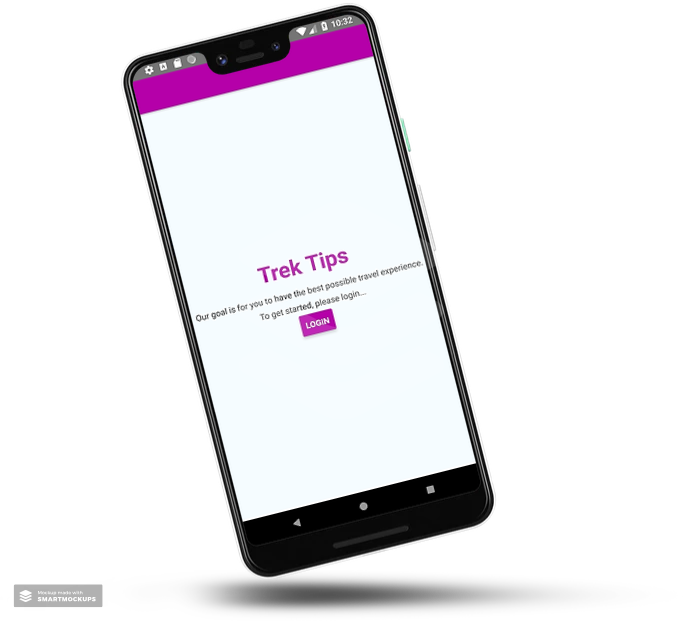 10:32
Trek Tips
Our goal is for you to have the best possible travel experience.
To get started, please login...
LOGIN
Mockup made with
SMARTMOCKUPS